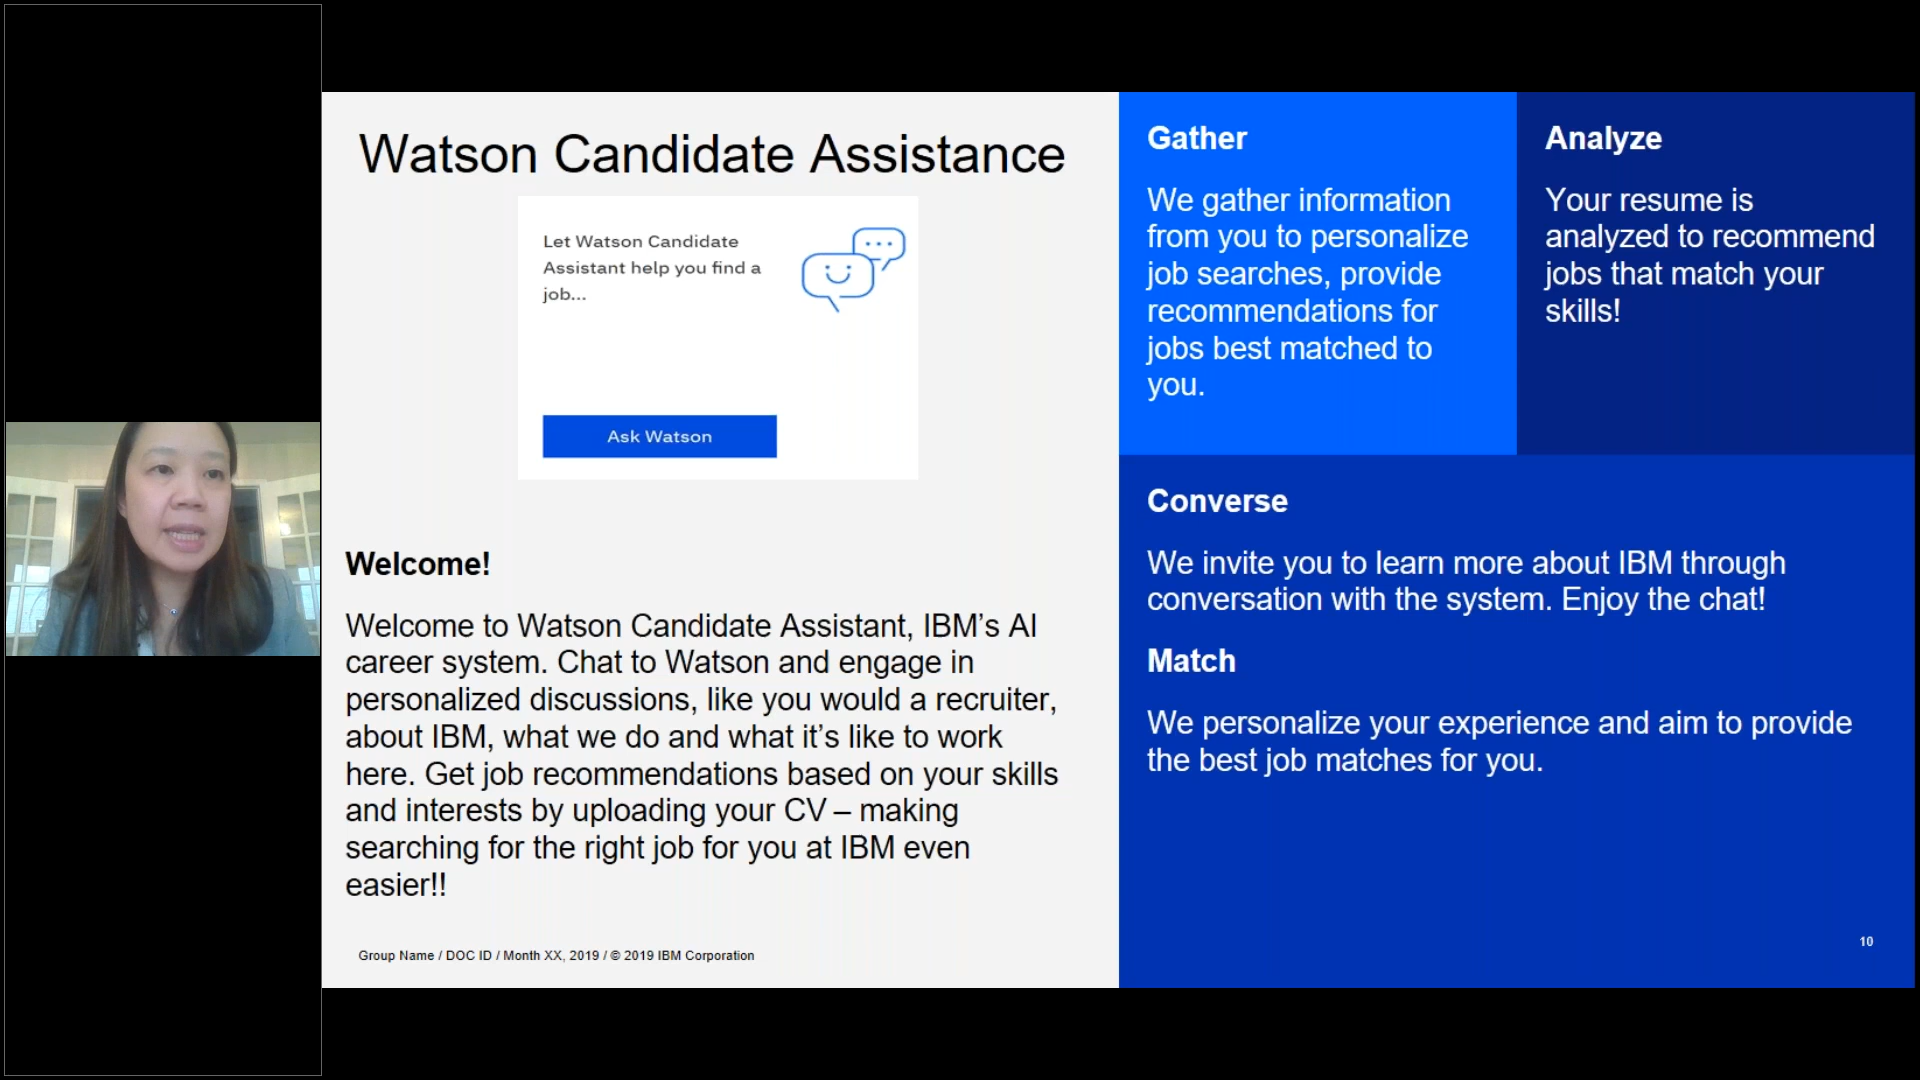 Watson Candidate Assistance
Let Watson Candidate
Assistant help you find a
job...
Ask Watson
Welcome!
Welcome to Watson Candidate Assistant, IBM’s AI
career system. Chat to Watson and engage in
personalized discussions, like you would a recruiter,
about IBM, what we do and what it’s like to work
here. Get job recommendations based on your skills
and interests by uploading your CV – making
searching for the right job for you at IBM even
easier!!
Group Name / DOC ID / Month XX, 2019 / © 2019 IBM Corporation
Gather
We gather information
from you to personalize
job searches, provide
recommendations for
jobs best matched to
you.
Analyze
Your resume is
analyzed to recommend
jobs that match your
skills!
Converse
We invite you to learn more about IBM through
conversation with the system. Enjoy the chat!
Match
We personalize your experience and aim to provide
the best job matches for you.
10